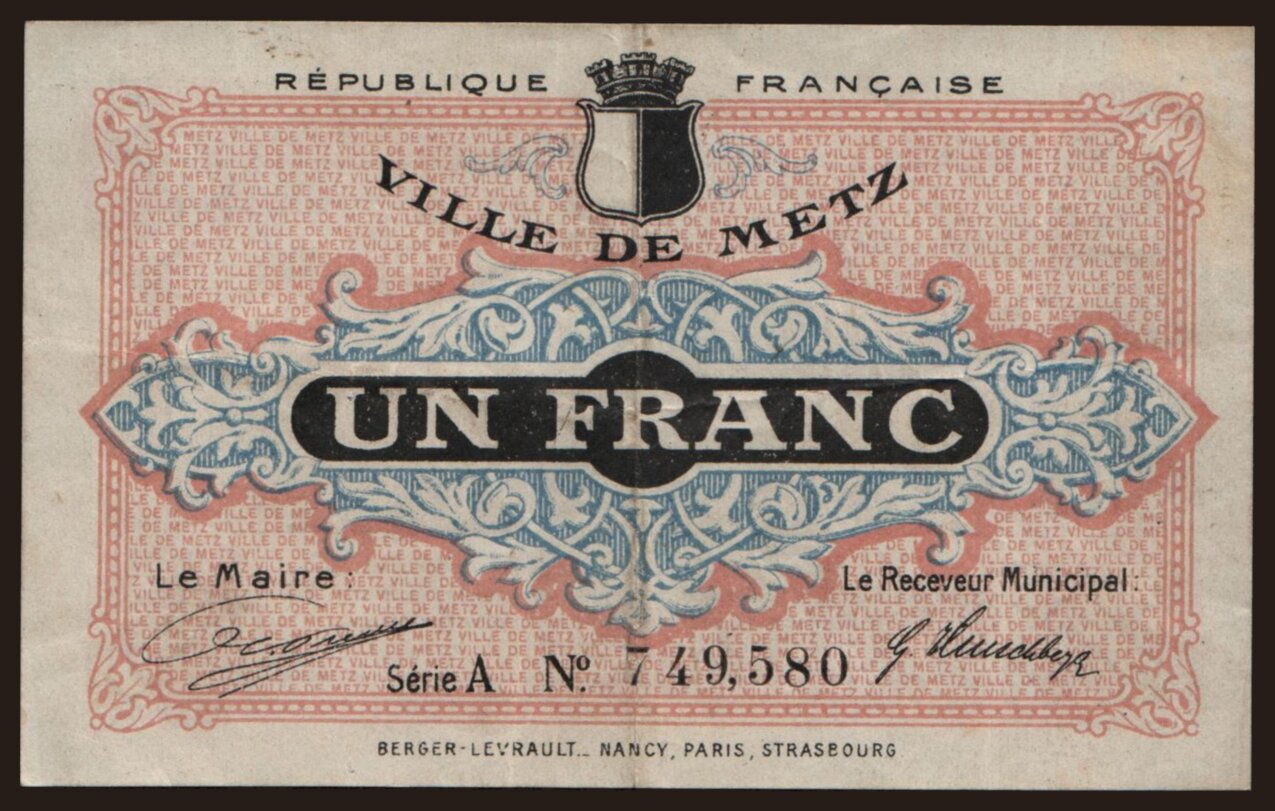 RÉPUBLIQUE FRANÇAISE
VILLE DE METZ
UN FRANC
Le Maire:
Le Receveur Municipal:
Série A Nº. 749,580
BERGER-LEVRAULT_ NANCY, PARIS, STRASBOURG